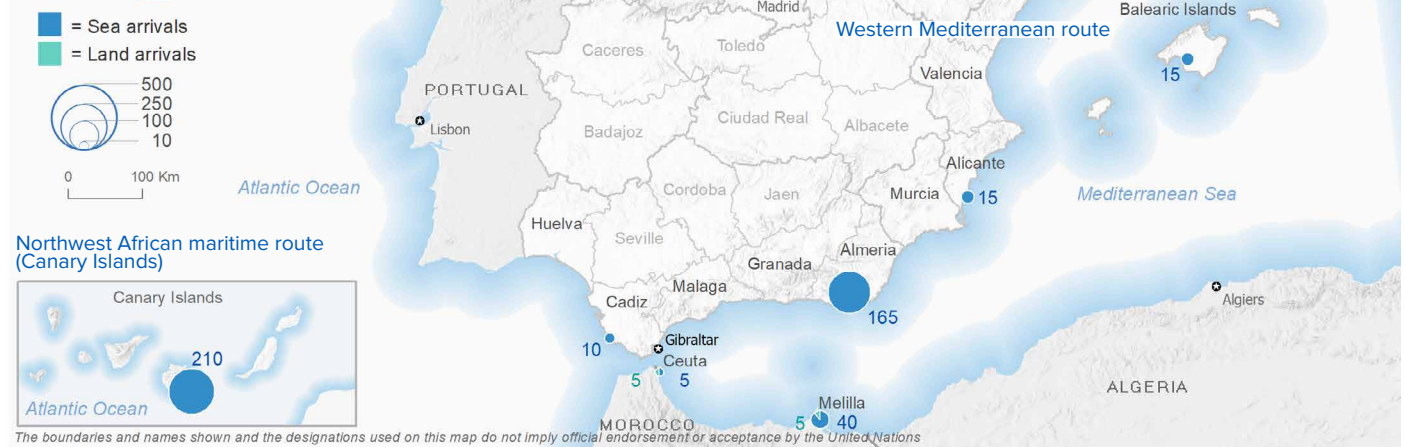 = Sea arrivals
= Land arrivals
500
250
100
10
0 100 Km
Northwest African maritime route
(Canary Islands)
Canary Islands
210
Atlantic Ocean
Atlantic Ocean
PORTUGAL
Lisbon
Madrid
Western Mediterranean route
Balearic Islands
15
Caceres
Toledo
Valencia
Badajoz
Ciudad Real
Albacete
Alicante
15
Cordoba
Jaen
Murcia
Mediterranean Sea
Huelva
Seville
Almeria
Granada
Malaga
Cadiz
165
Algiers
10
Gibraltar
Ceuta
5 5
ALGERIA
Melilla
5 40
MOROCCO
The boundaries and names shown and the designations used on this map do not imply official endorsement or acceptance by the United Nations